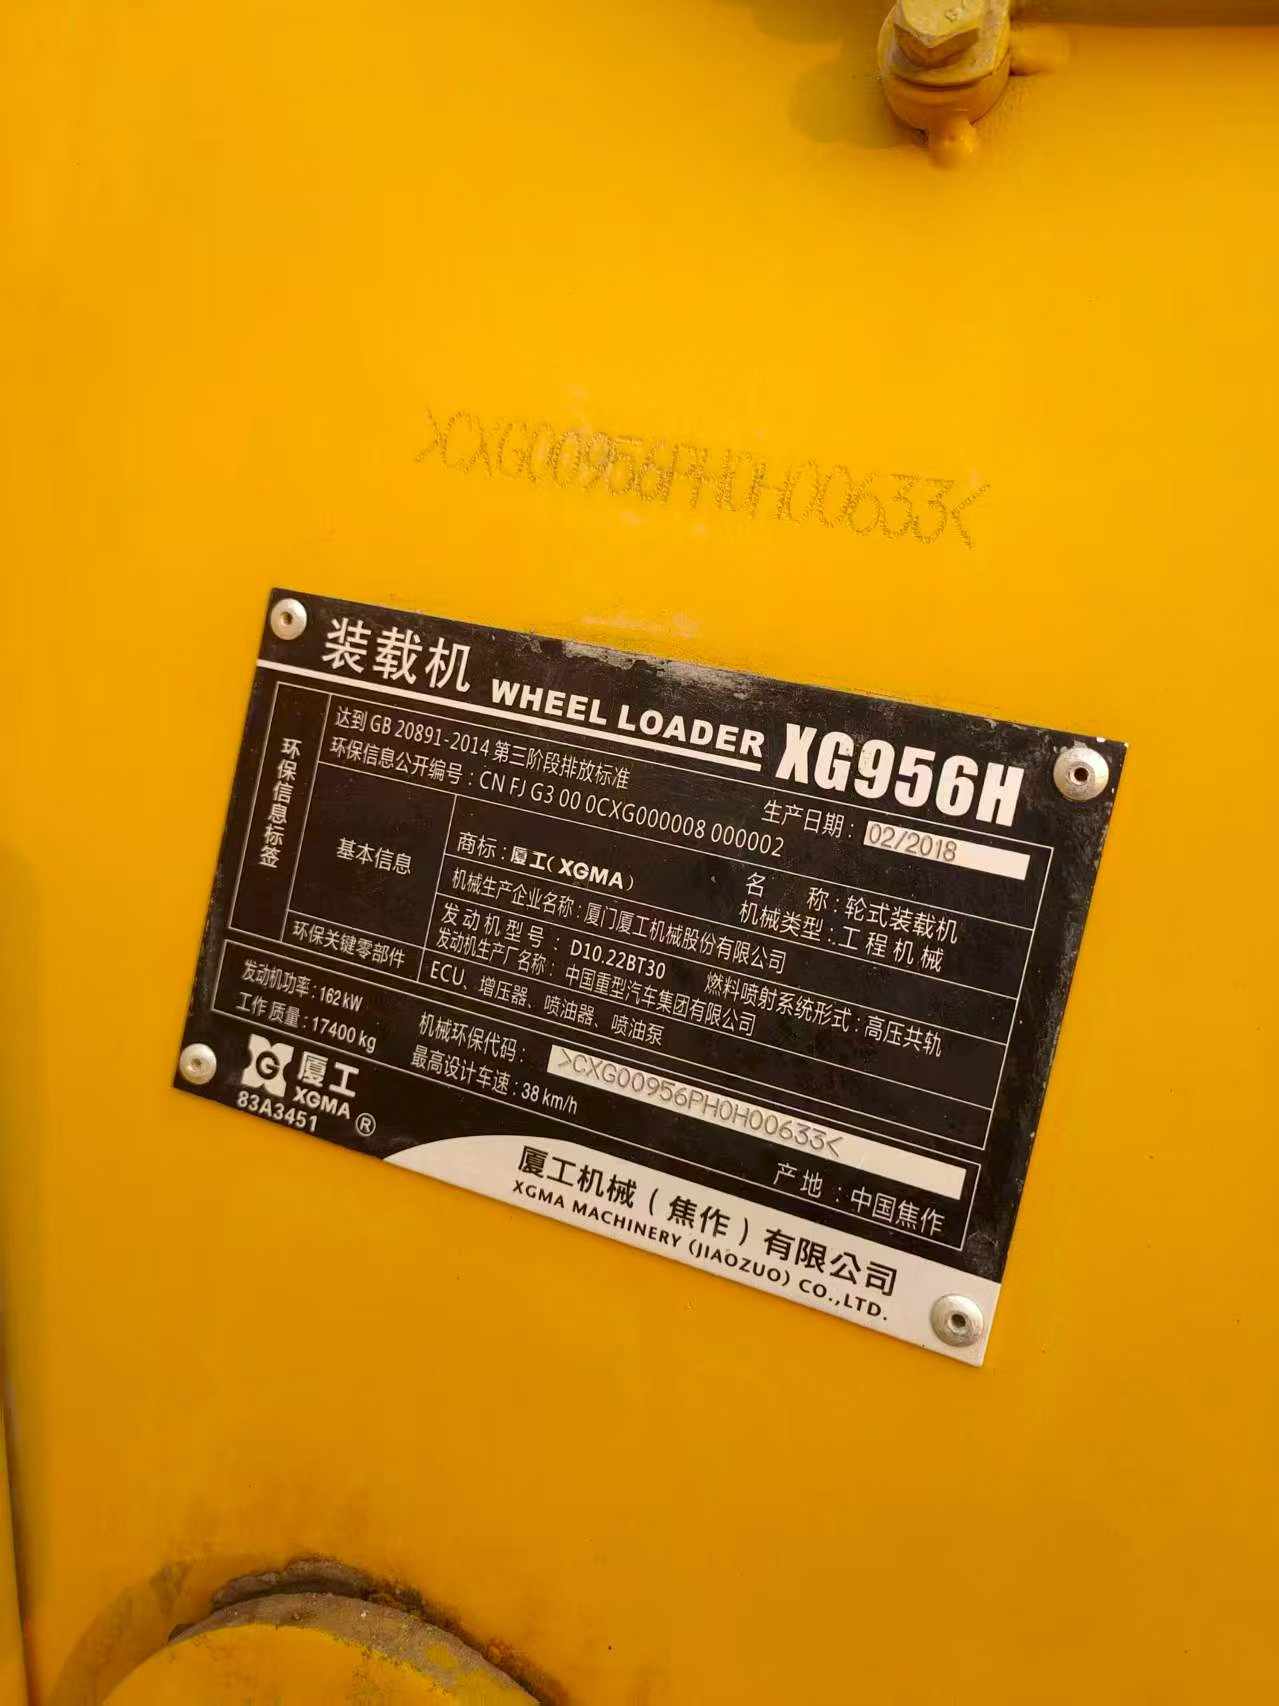 >CXG00956PH0H00633<
装载机 WHEEL LOADER XG956H
环保信息标签
达到 GB 20891-2014 第三阶段排放标准
环保信息公开编号：CN FJ G3 00 0CXG000008 000002
生产日期：02/2018
基本信息
商标：厦工(XGMA)
名 称：轮式装载机
机械生产企业名称：厦门厦工机械股份有限公司
机械类型：工程机械
发动机型号：D10.22BT30
燃料喷射系统形式：高压共轨
发动机生产厂名称：中国重型汽车集团有限公司
环保关键零部件
ECU、增压器、喷油器、喷油泵
发动机功率：162 kW
机械环保代码：>CXG00956PH0H00633<
工作质量：17400 kg
最高设计车速：38 km/h
产地：中国焦作
G 厦工
XGMA ®
83A3451
厦工机械（焦作）有限公司
XGMA MACHINERY (JIAOZUO) CO.,LTD.